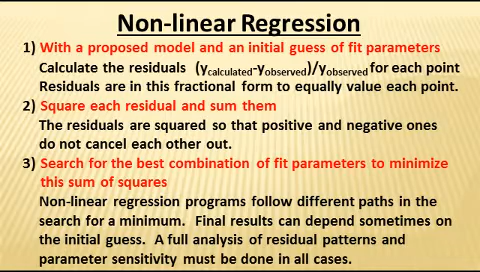 Non-linear Regression
1) With a proposed model and an initial guess of fit parameters
Calculate the residuals (ycalculated-yobserved)/yobserved for each point
Residuals are in this fractional form to equally value each point.
2) Square each residual and sum them
The residuals are squared so that positive and negative ones
do not cancel each other out.
3) Search for the best combination of fit parameters to minimize
this sum of squares
Non-linear regression programs follow different paths in the
search for a minimum. Final results can depend sometimes on
the initial guess. A full analysis of residual patterns and
parameter sensitivity must be done in all cases.